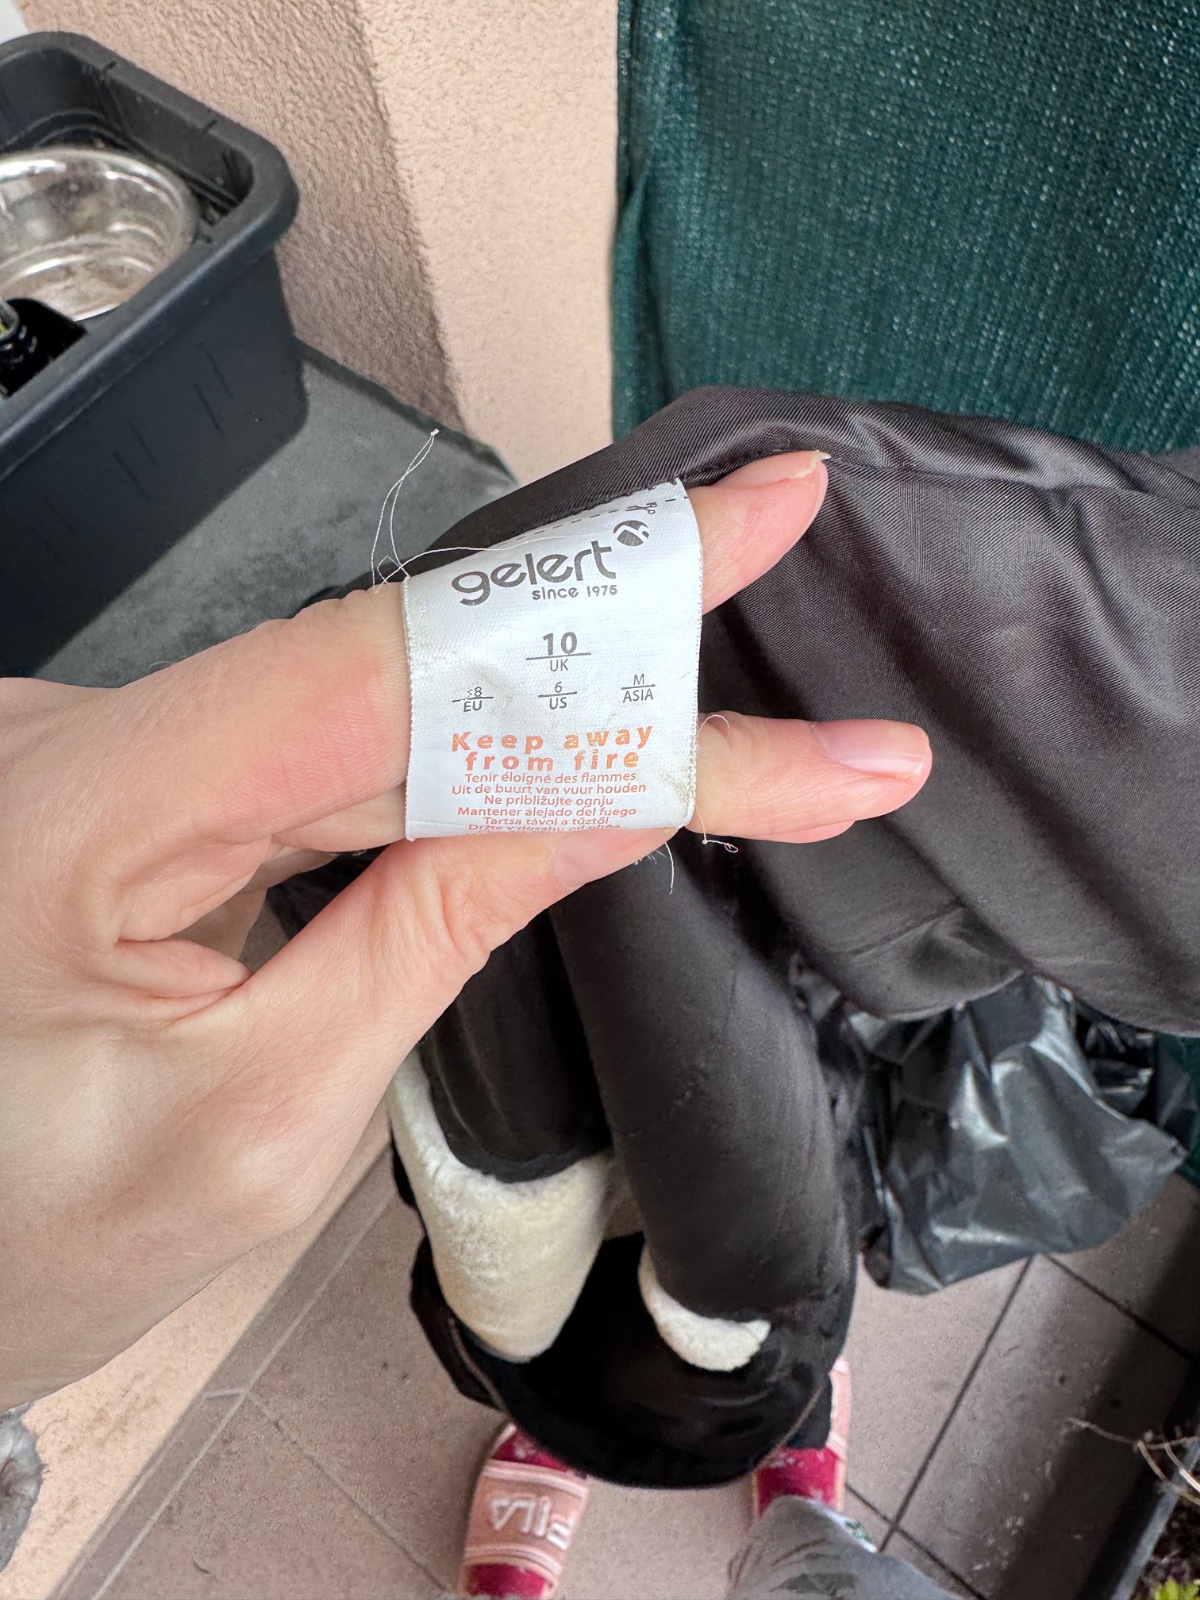 gelert
since 1975
10
UK
8
EU
6
US
M
ASIA
Keep away
from fire
Tenir éloigné des flammes
Uit de buurt van vuur houden
Ne približujte ognju
Mantener alejado del fuego
Tartsa távol a tűztől
FILA